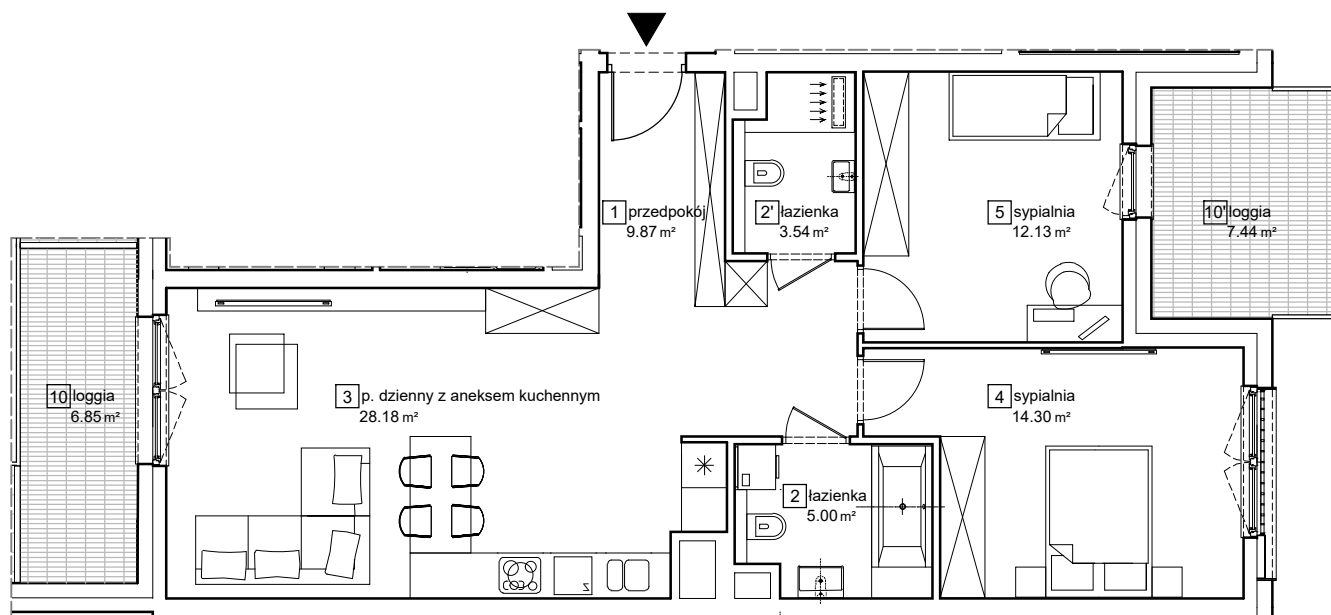 1 przedpokój
9.87 m²
2' łazienka
3.54 m²
5 sypialnia
12.13 m²
10' loggia
7.44 m²
10 loggia
6.85 m²
3 p. dzienny z aneksem kuchennym
28.18 m²
4 sypialnia
14.30 m²
2 łazienka
5.00 m²
Z